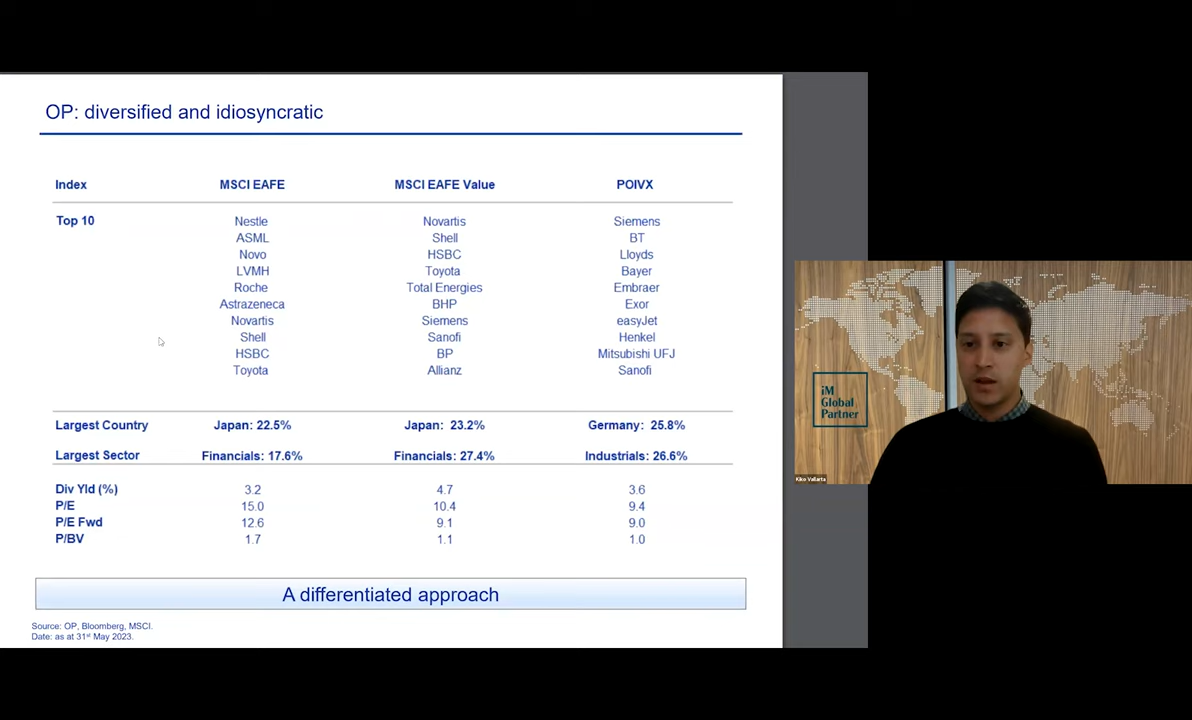 OP: diversified and idiosyncratic
Index MSCI EAFE MSCI EAFE Value POIVX
Top 10 Nestle Novartis Siemens
ASML Shell BT
Novo HSBC Lloyds
LVMH Toyota Bayer
Roche Total Energies Embraer
Astrazeneca BHP Exor
Novartis Siemens easyJet
Shell Sanofi Henkel
HSBC BP Mitsubishi UFJ
Toyota Allianz Sanofi
Largest Country Japan: 22.5% Japan: 23.2% Germany: 25.8%
Largest Sector Financials: 17.6% Financials: 27.4% Industrials: 26.6%
Div Yld (%) 3.2 4.7 3.6
P/E 15.0 10.4 9.4
P/E Fwd 12.6 9.1 9.0
P/BV 1.7 1.1 1.0
A differentiated approach
Source: OP, Bloomberg, MSCI.
Date: as at 31st May 2023.
iM
Global
Partner
Kiko Vallarta